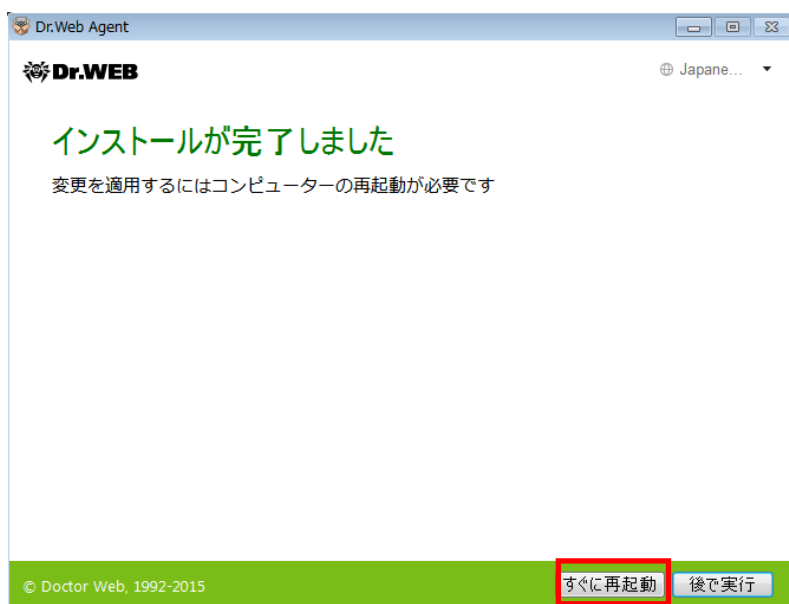 Dr.Web Agent
Dr.WEB
Japane...
インストールが完了しました
変更を適用するにはコンピューターの再起動が必要です
© Doctor Web, 1992-2015
すぐに再起動
後で実行